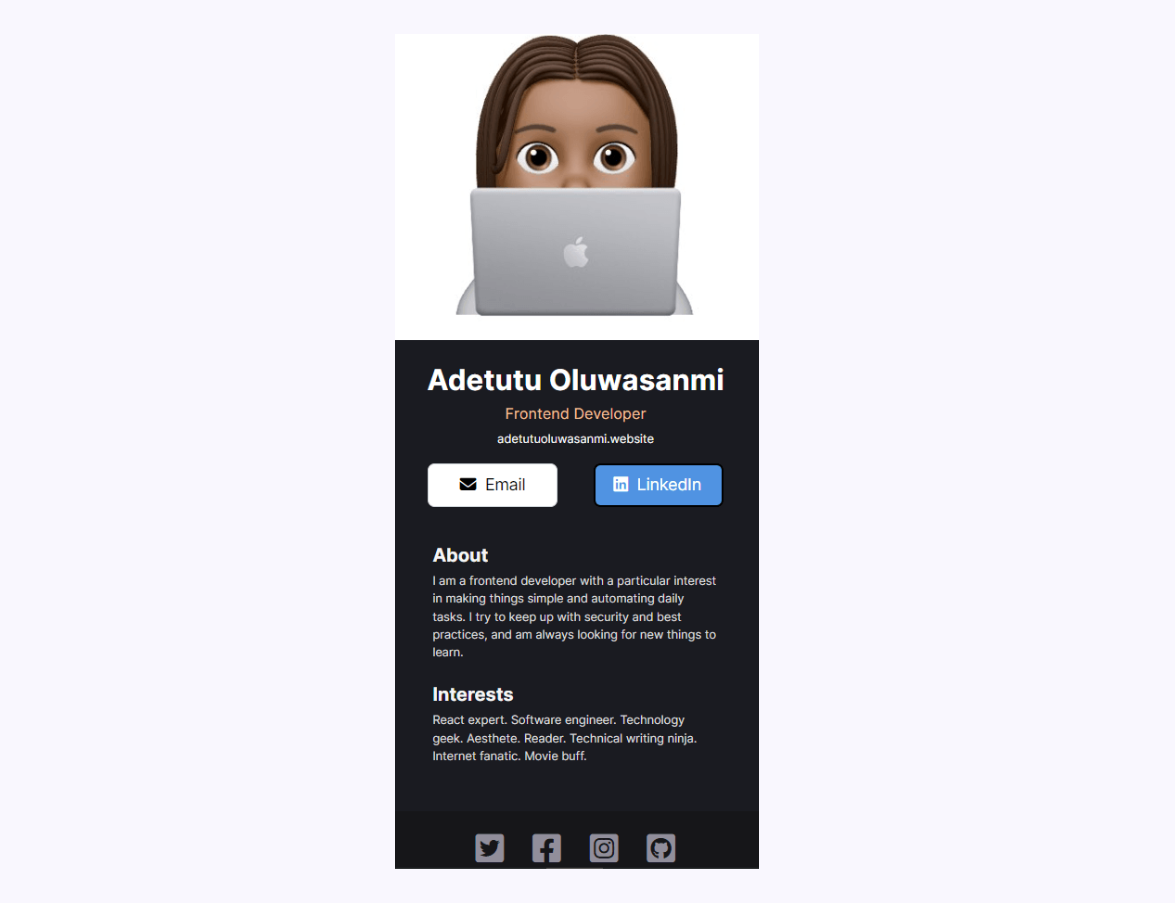 Adetutu Oluwasanmi
Frontend Developer
adetutuoluwasanmi.website
Email
LinkedIn
About
I am a frontend developer with a particular interest
in making things simple and automating daily
tasks. I try to keep up with security and best
practices, and am always looking for new things to
learn.
Interests
React expert. Software engineer. Technology
geek. Aesthete. Reader. Technical writing ninja.
Internet fanatic. Movie buff.